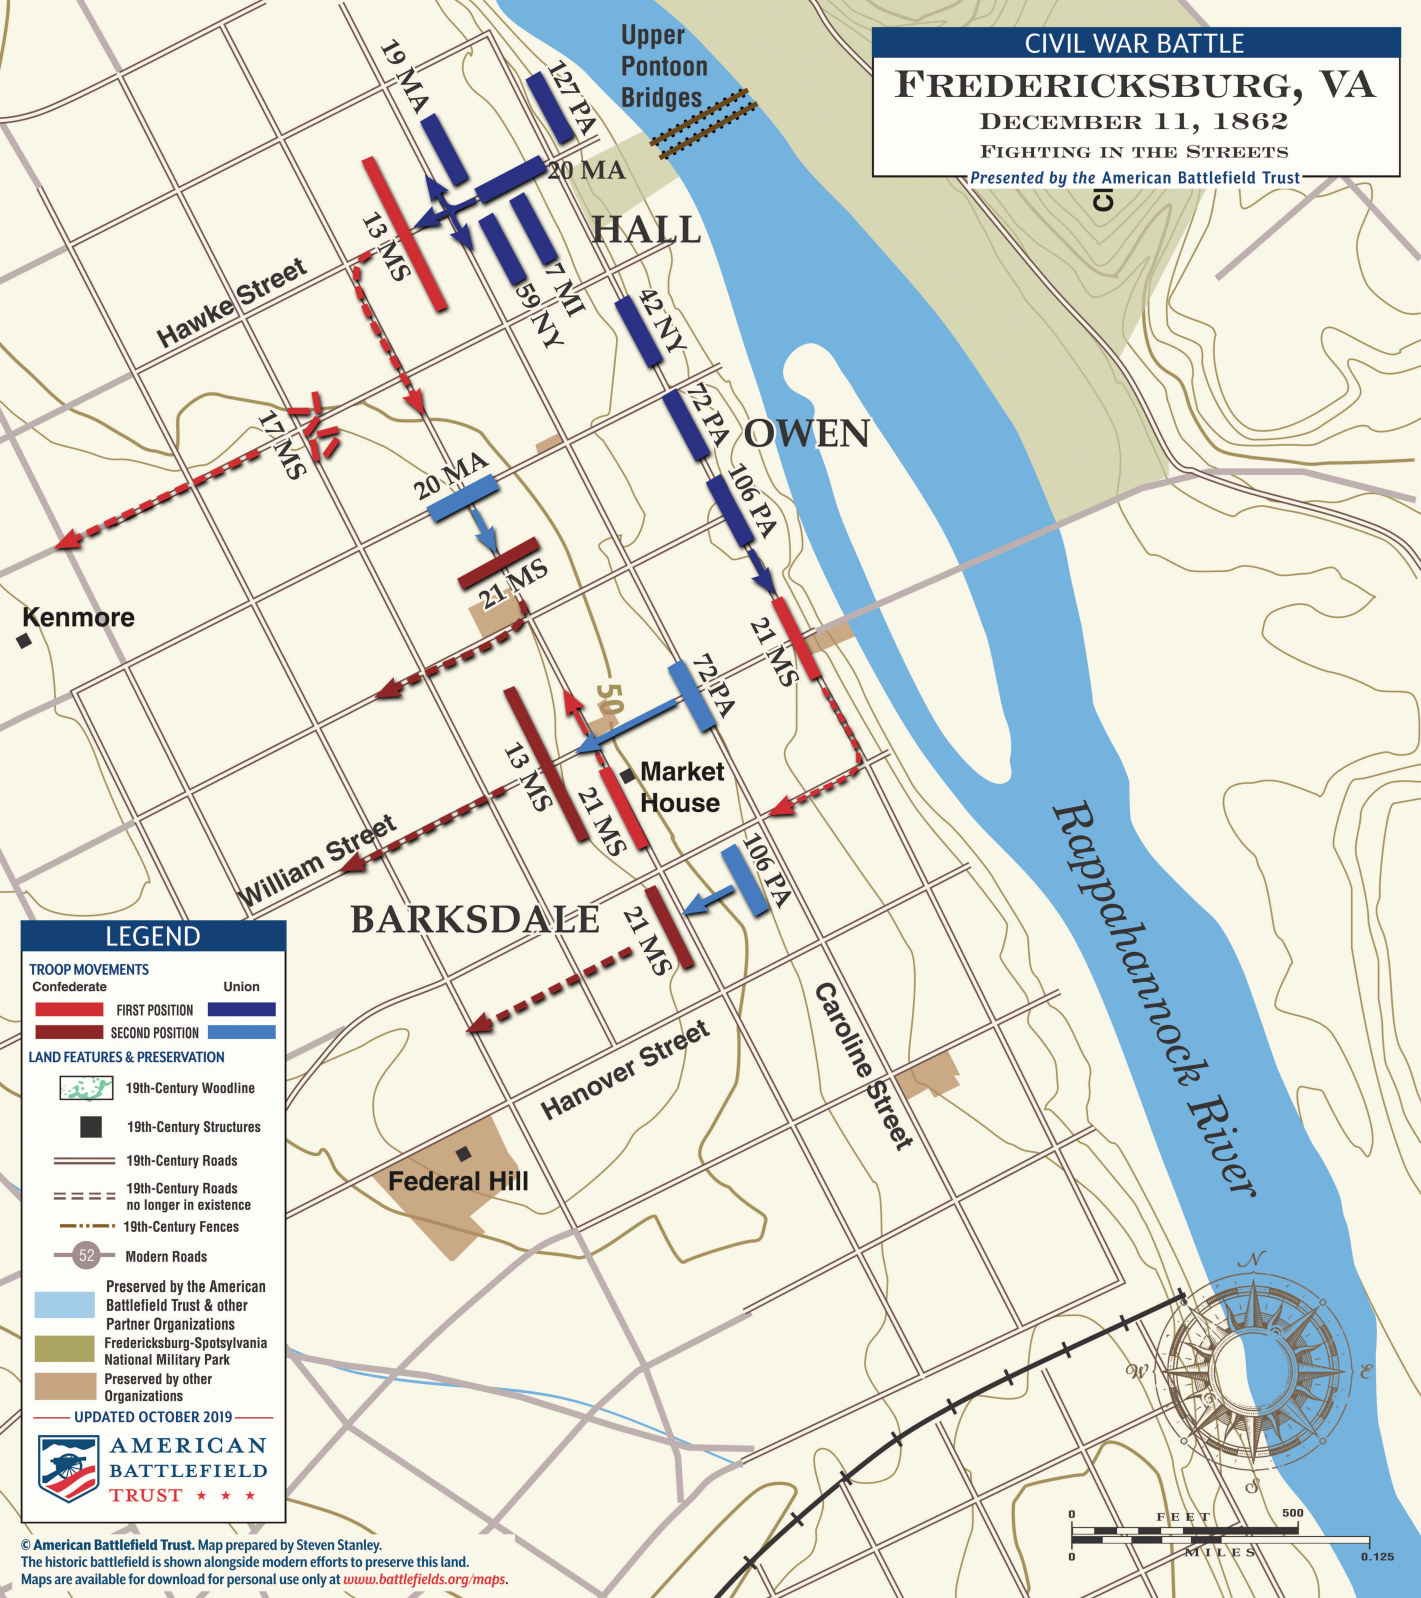 CIVIL WAR BATTLE
FREDERICKSBURG, VA
DECEMBER 11, 1862
FIGHTING IN THE STREETS
Presented by the American Battlefield Trust
Upper
Pontoon
Bridges
19 MA
127 PA
20 MA
HALL
13 MS
59 NY
7 MI
42 NY
Hawke Street
72 PA
OWEN
17 MS
20 MA
106 PA
21 MS
Kenmore
21 MS
72 PA
50
13 MS
21 MS
Market
House
William Street
106 PA
BARKSDALE
21 MS
Rappahannock River
Caroline Street
Hanover Street
Federal Hill
LEGEND
TROOP MOVEMENTS
Confederate
Union
FIRST POSITION
SECOND POSITION
LAND FEATURES & PRESERVATION
19th-Century Woodline
19th-Century Structures
19th-Century Roads
19th-Century Roads
no longer in existence
19th-Century Fences
52
Modern Roads
Preserved by the American
Battlefield Trust & other
Partner Organizations
Fredericksburg-Spotsylvania
National Military Park
Preserved by other
Organizations
UPDATED OCTOBER 2019
AMERICAN
BATTLEFIELD
TRUST
N
W
E
S
0 FEET 500
0 MILES 0.125
© American Battlefield Trust. Map prepared by Steven Stanley.
The historic battlefield is shown alongside modern efforts to preserve this land.
Maps are available for download for personal use only at www.battlefields.org/maps.